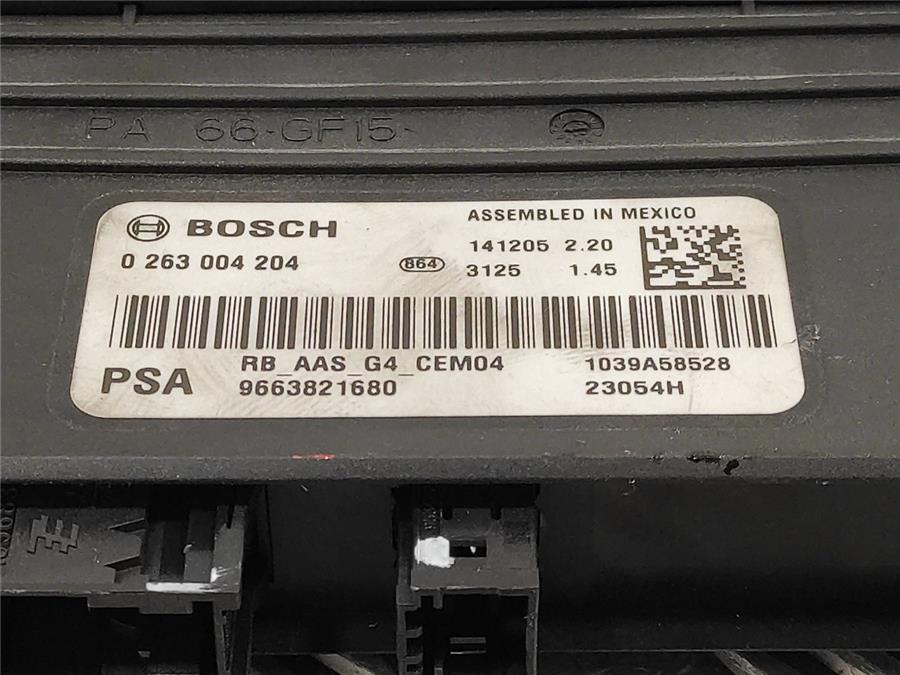 PA 66-GF15-
BOSCH
ASSEMBLED IN MEXICO
0 263 004 204
864
141205 2.20
3125 1.45
PSA
RB_AAS_G4_CEM04
9663821680
1039A58528
23054H